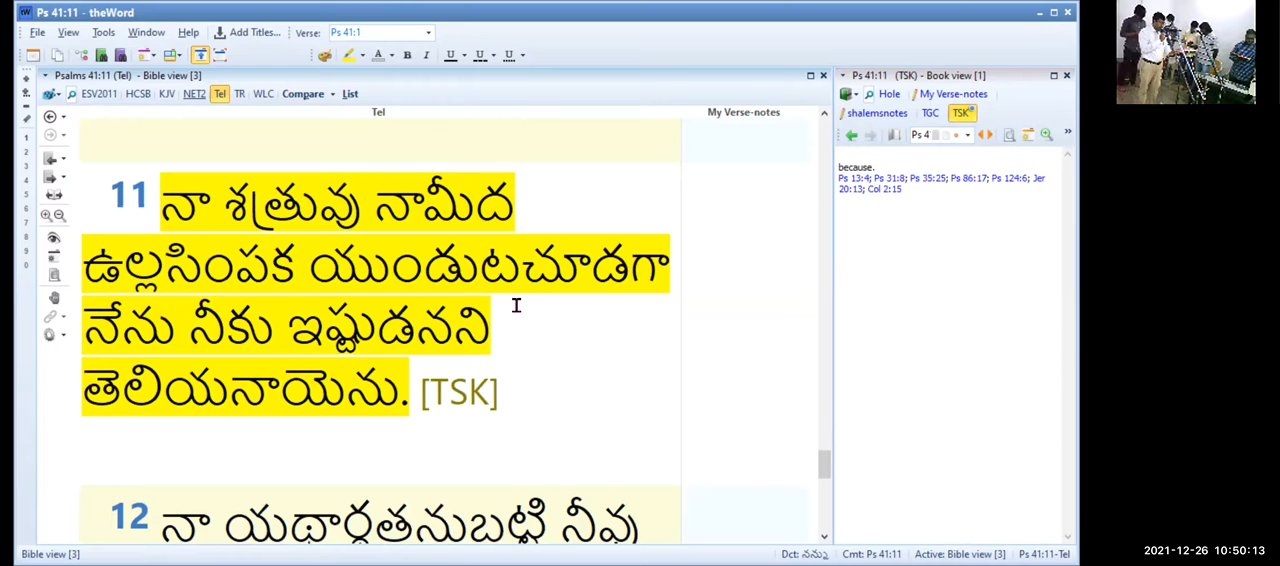 Ps 41:11 - theWord
File View Tools Window Help Add Titles... Verse: Ps 41:1
B I U U U
Psalms 41:11 (Tel) - Bible view [3]
ESV2011 HCSB KJV NET2 Tel TR WLC Compare List
Tel My Verse-notes
11 నా శత్రువు నామీద
ఉల్లసింపక యుండుటచూడగా
నేను నీకు ఇష్టుడనని
తెలియనాయెను. [TSK]
12 నా యథార్థతనుబట్టి నీవు
Ps 41:11 (TSK) - Book view [1]
Hole My Verse-notes
shalemsnotes TGC TSK
Ps 4
because.
Ps 13:4; Ps 31:8; Ps 35:25; Ps 86:17; Ps 124:6; Jer
20:13; Col 2:15
Bible view [3] Dct: నన్ను Cmt: Ps 41:11 Active: Bible view [3] Ps 41:11-Tel
2021-12-26 10:50:13